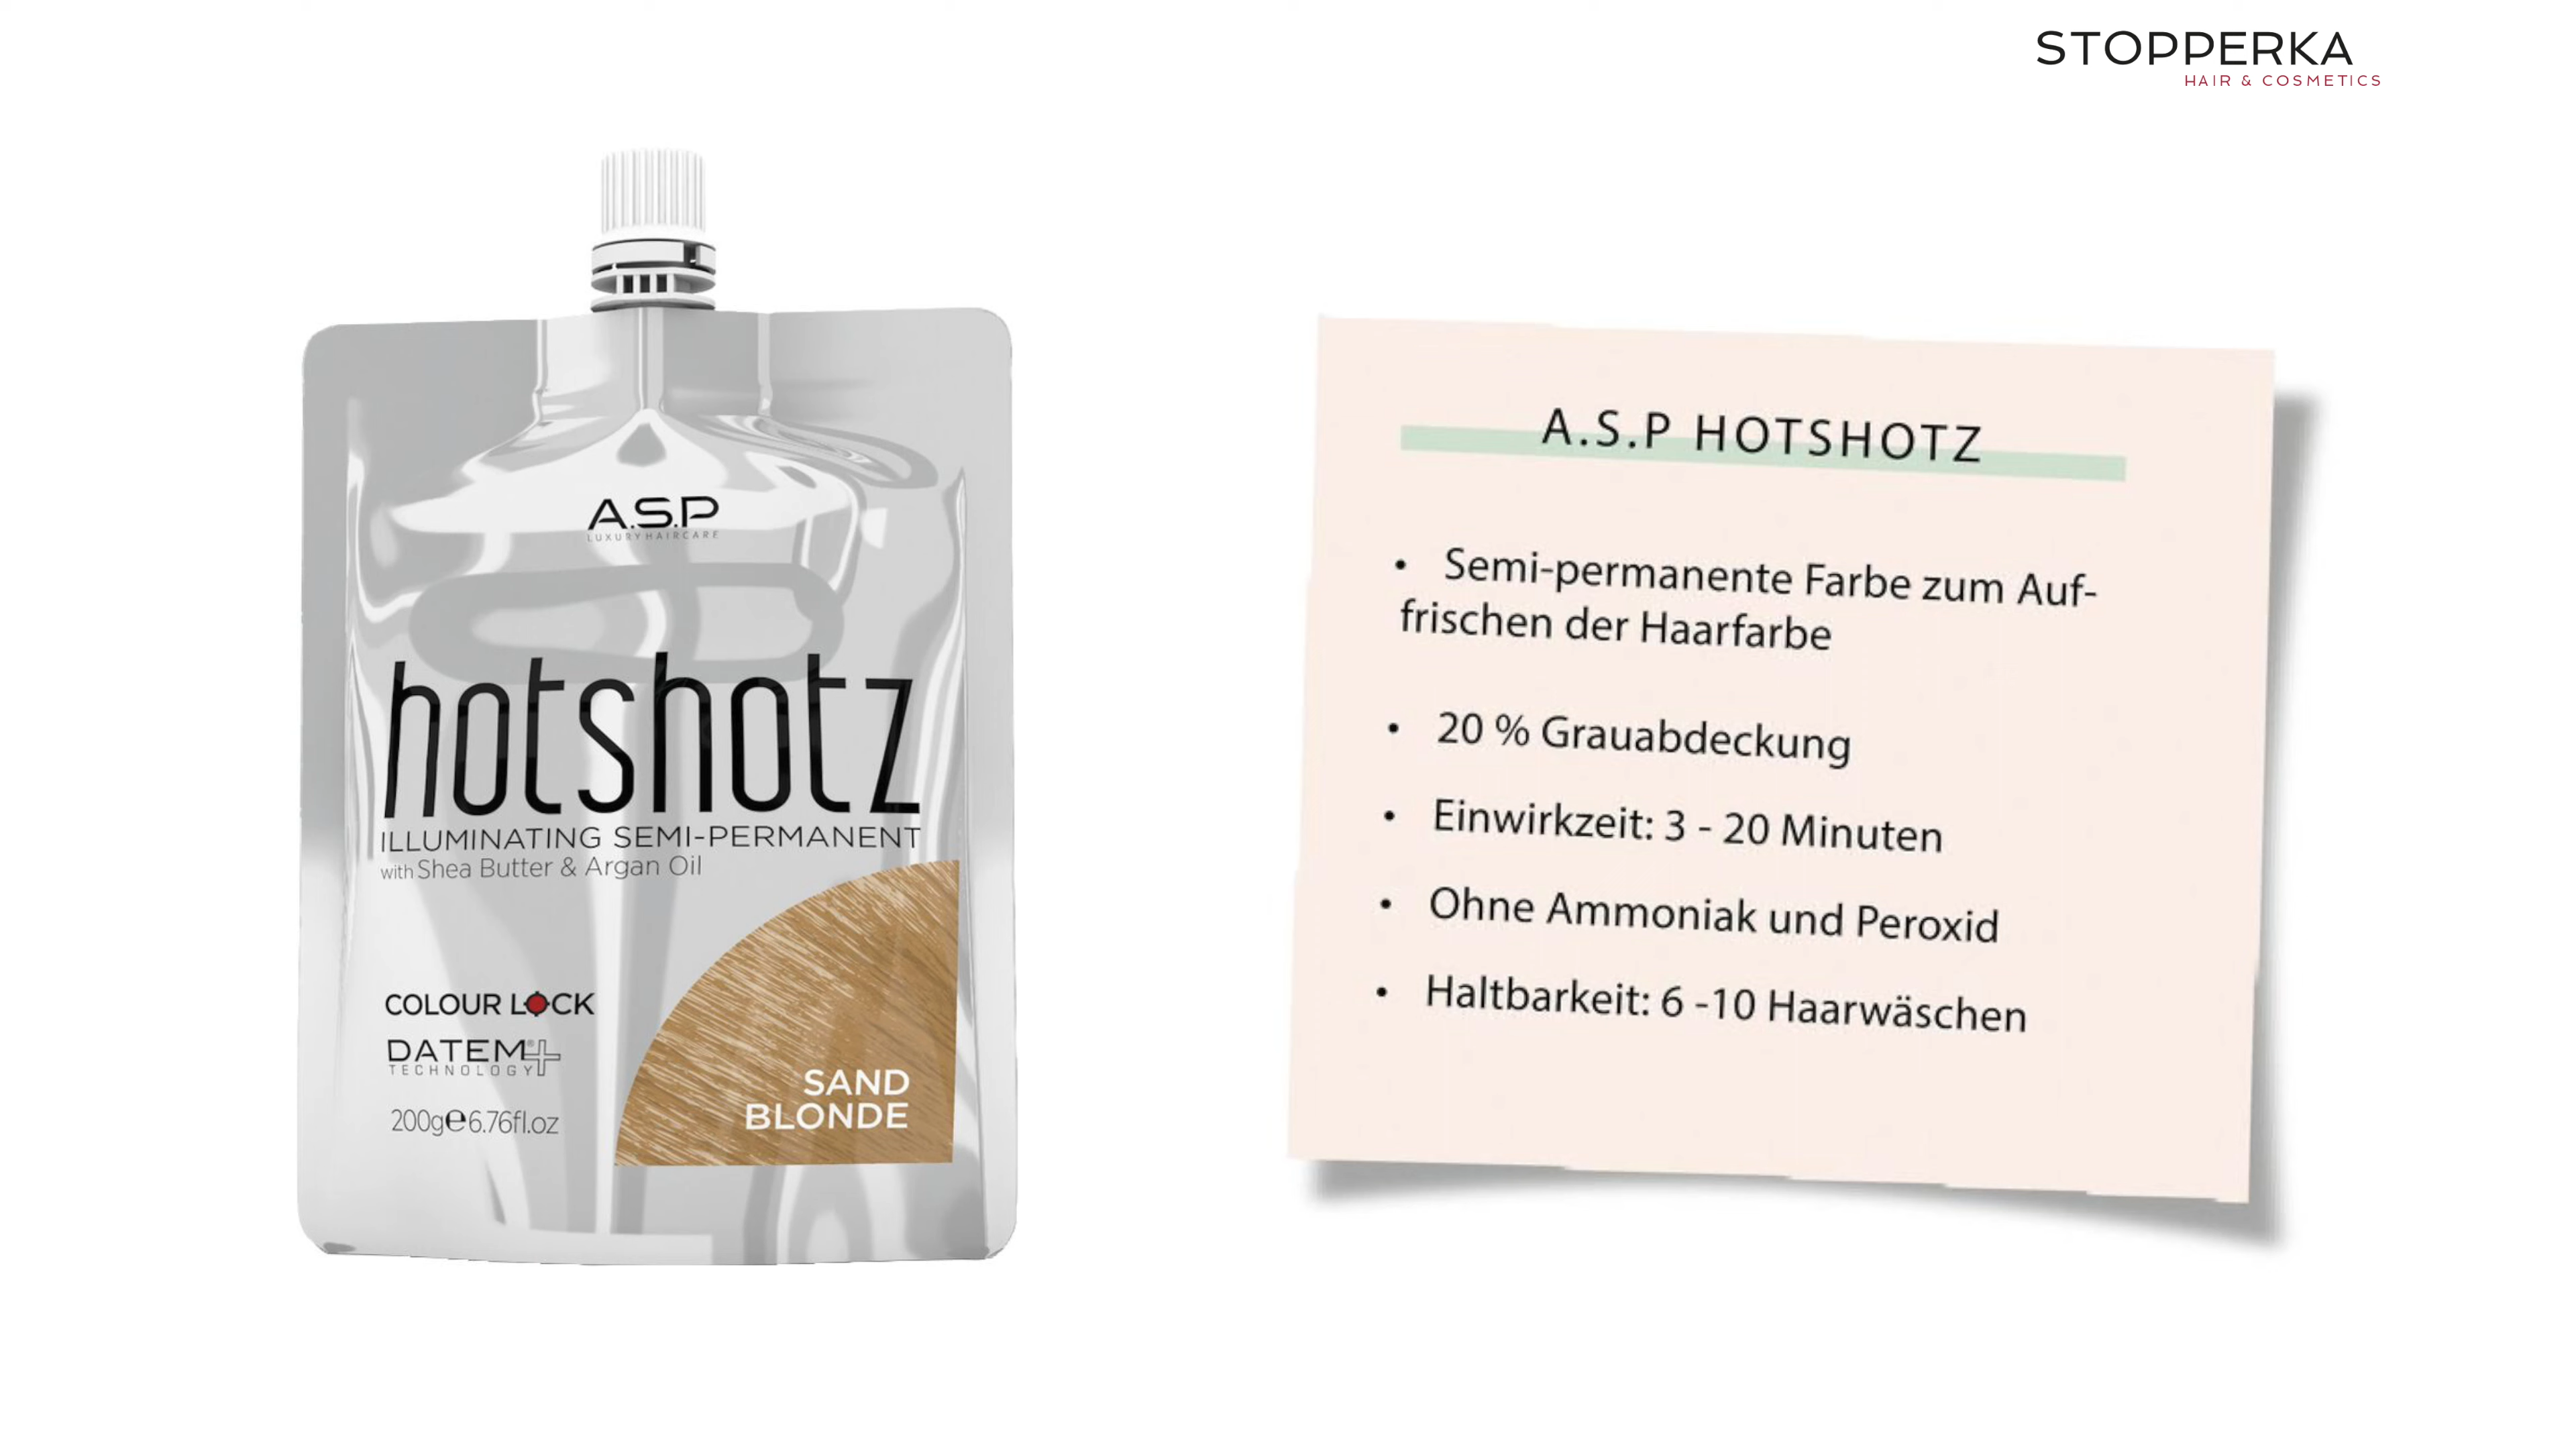 STOPPERKA
HAIR & COSMETICS
A.S.P
LUXURY HAIRCARE
hotshotz
ILLUMINATING SEMI-PERMANENT
with Shea Butter & Argan Oil
COLOUR LOCK
DATEM®+
TECHNOLOGY
200g℮6.76fl.oz
SAND
BLONDE
A.S.P HOTSHOTZ
• Semi-permanente Farbe zum Auf-
frischen der Haarfarbe
• 20 % Grauabdeckung
• Einwirkzeit: 3 - 20 Minuten
• Ohne Ammoniak und Peroxid
• Haltbarkeit: 6 -10 Haarwäschen